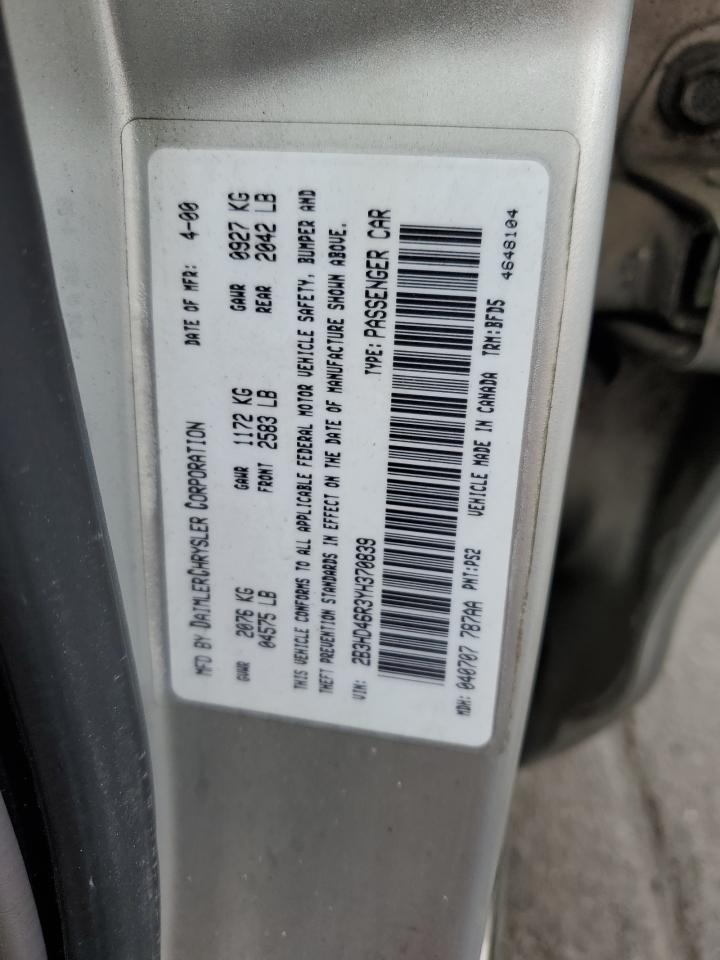 MFD BY DAIMLERCHRYSLER CORPORATION DATE OF MFR: 4-00
GVWR 2076 KG GAWR 1172 KG GAWR 0927 KG
04575 LB FRONT 2583 LB REAR 2042 LB
THIS VEHICLE CONFORMS TO ALL APPLICABLE FEDERAL MOTOR VEHICLE SAFETY, BUMPER AND
THEFT PREVENTION STANDARDS IN EFFECT ON THE DATE OF MANUFACTURE SHOWN ABOVE.
VIN: 2B3HD46R3YH370839 TYPE: PASSENGER CAR
MDH: 040707 787AA PNT:PS2 VEHICLE MADE IN CANADA TRM:BFD5
4648104